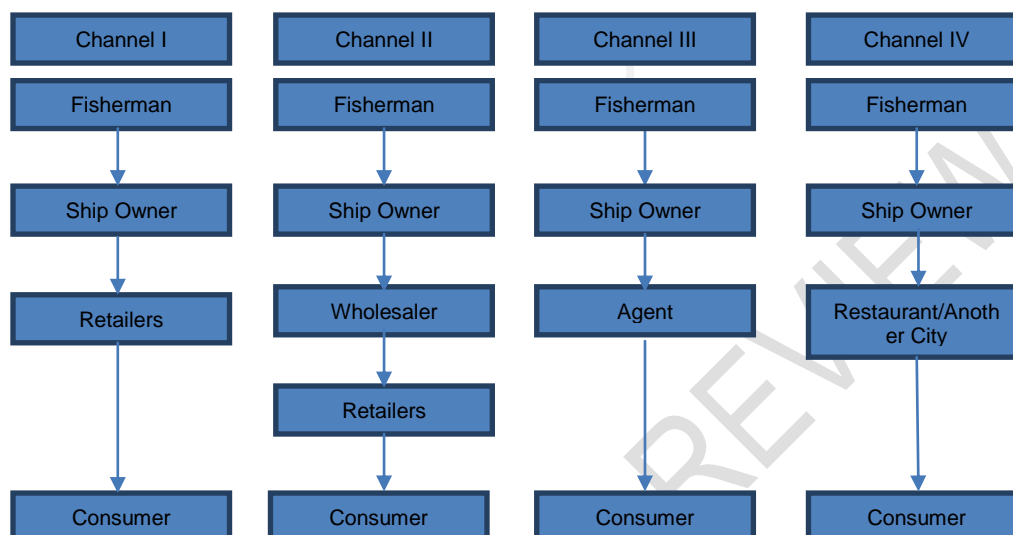 Channel I
Channel II
Channel III
Channel IV
Fisherman
Fisherman
Fisherman
Fisherman
Ship Owner
Ship Owner
Ship Owner
Ship Owner
Retailers
Wholesaler
Agent
Restaurant/Anoth
er City
Retailers
Consumer
Consumer
Consumer
Consumer
REVIEW